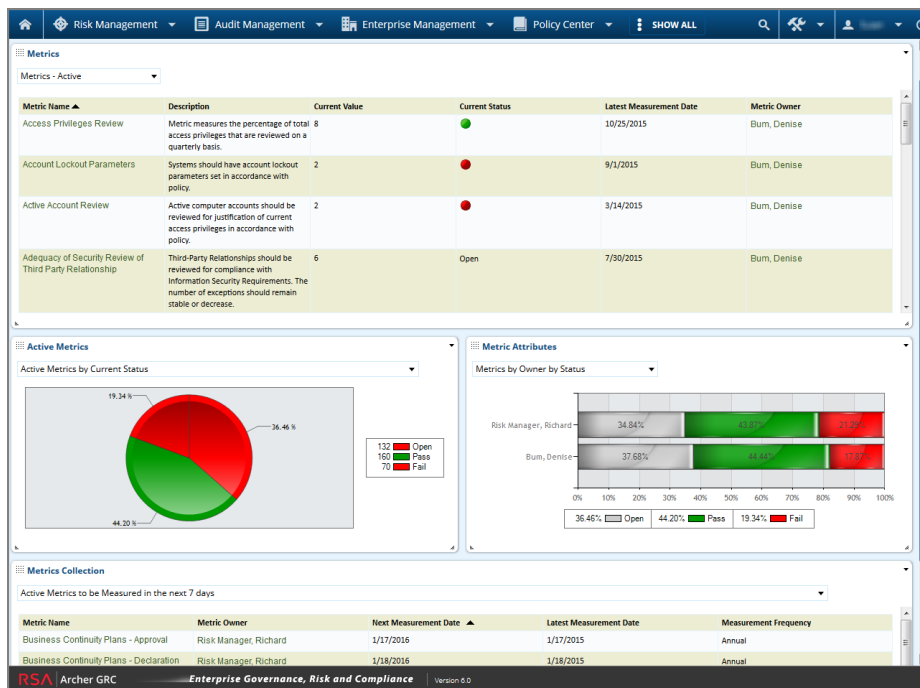 Risk Management Audit Management Enterprise Management Policy Center SHOW ALL
Metrics
Metrics - Active
Metric Name Description Current Value Current Status Latest Measurement Date Metric Owner
Access Privileges Review Metric measures the percentage of total 8 10/25/2015 Bum, Denise
access privileges that are reviewed on a
quarterly basis.
Account Lockout Parameters Systems should have account lockout 2 9/1/2015 Bum, Denise
parameters set in accordance with
policy.
Active Account Review Active computer accounts should be 2 3/14/2015 Bum, Denise
reviewed for justification of current
access privileges in accordance with
policy.
Adequacy of Security Review of Third-Party Relationships should be 6 Open 7/30/2015 Bum, Denise
Third Party Relationship reviewed for compliance with
Information Security Requirements. The
number of exceptions should remain
stable or decrease.
Active Metrics
Active Metrics by Current Status
19.34 %
36.46 %
44.20 %
132 Open
160 Pass
70 Fail
Metric Attributes
Metrics by Owner by Status
Risk Manager, Richard 34.84% 43.87% 21.29%
Bum, Denise 37.68% 44.44%
0% 10% 20% 30% 40% 50% 60% 70% 80% 90% 100%
36.46% Open 44.20% Pass 19.34% Fail
Metrics Collection
Active Metrics to be Measured in the next 7 days
Metric Name Metric Owner Next Measurement Date Latest Measurement Date Measurement Frequency
Business Continuity Plans - Approval Risk Manager, Richard 1/17/2016 1/17/2015 Annual
Business Continuity Plans - Declaration Risk Manager, Richard 1/18/2016 1/18/2015 Annual
RSA Archer GRC Enterprise Governance, Risk and Compliance Version 6.0